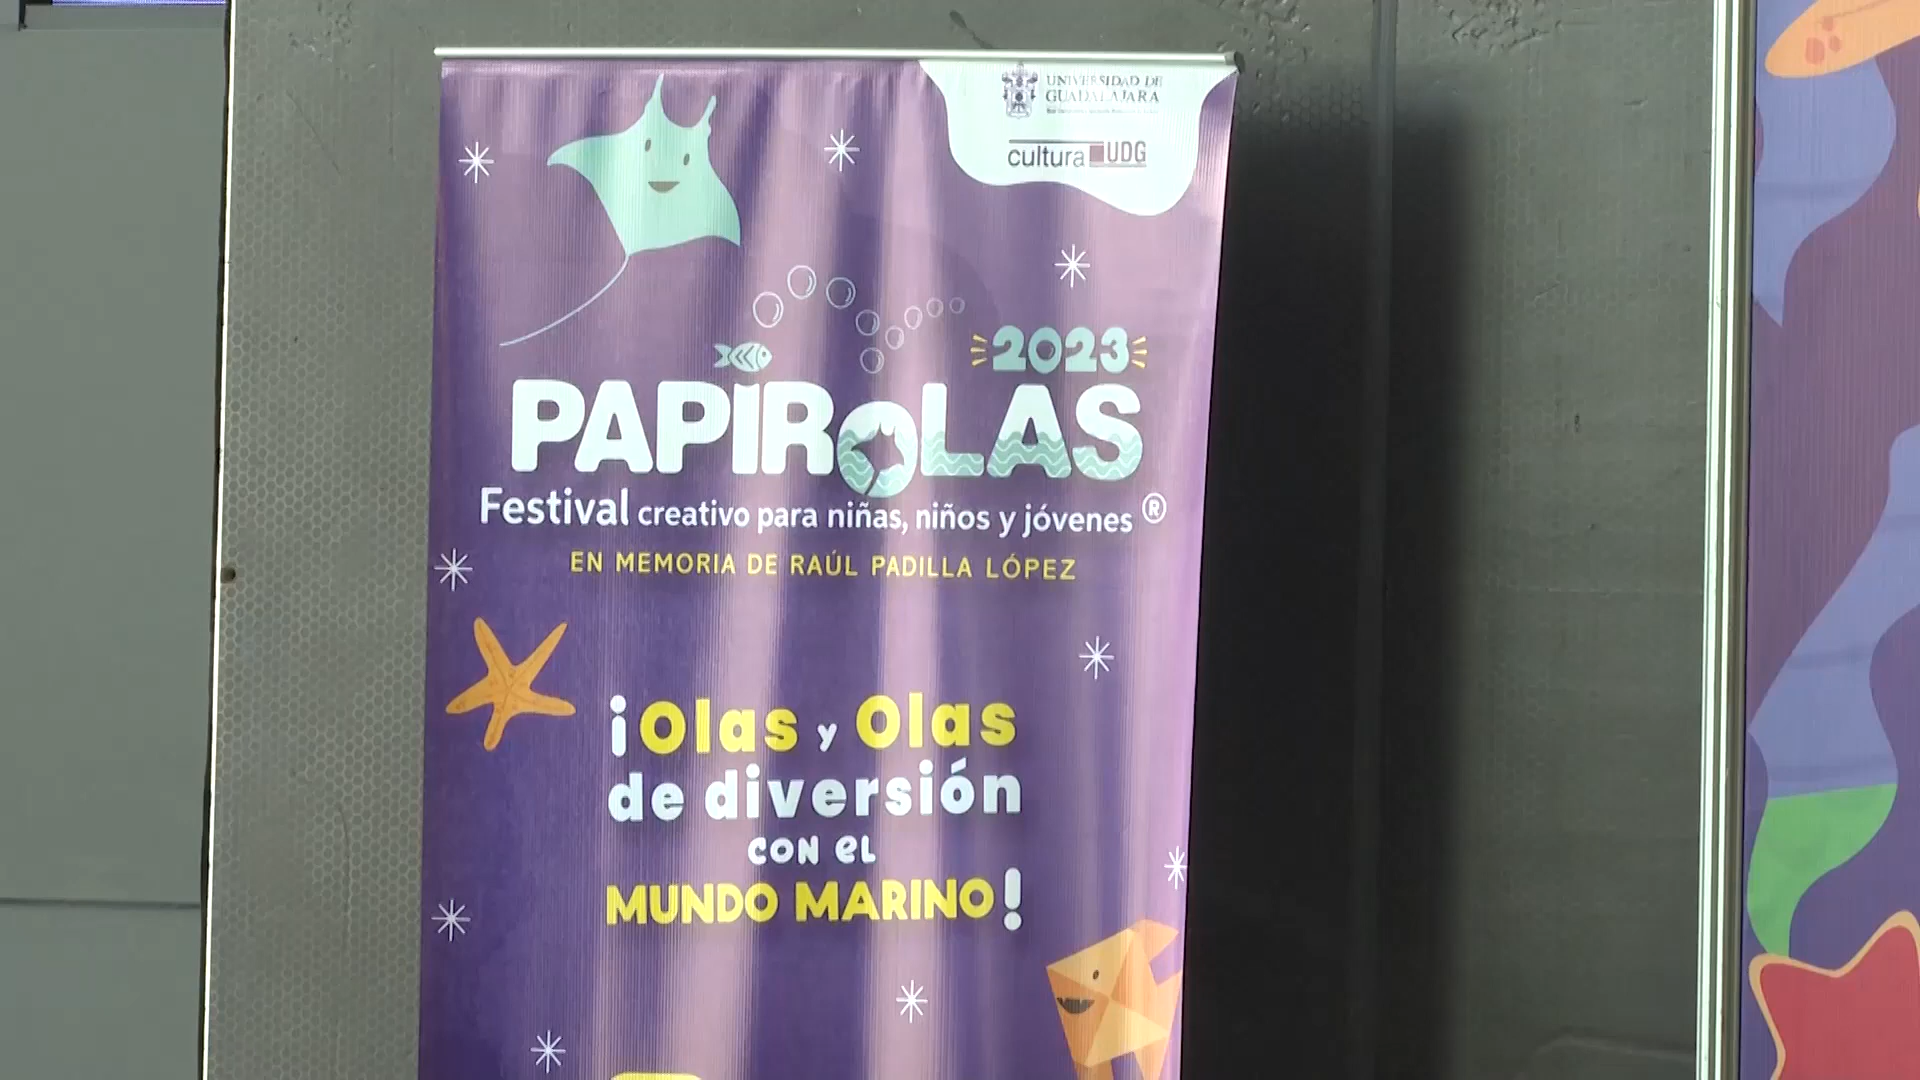 UNIVERSIDAD DE
GUADALAJARA
cultura UDG
2023
PAPIROLAS
Festival creativo para niñas, niños y jóvenes ®
EN MEMORIA DE RAÚL PADILLA LÓPEZ
¡Olas y Olas
de diversión
CON eL
MUNDO MARINO!